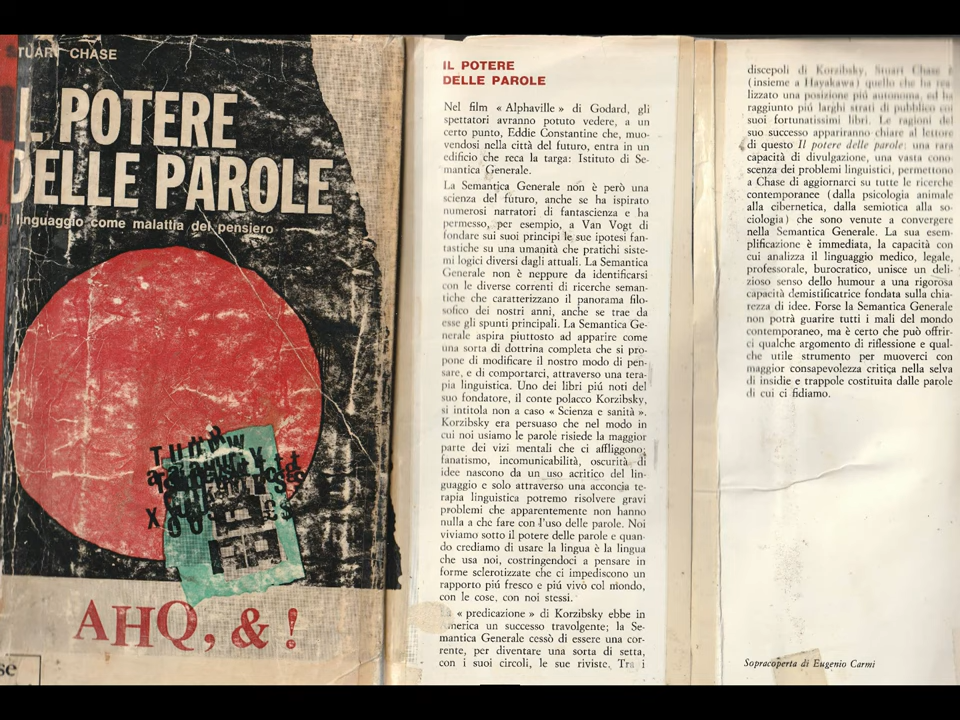 STUART CHASE
IL POTERE
DELLE PAROLE
linguaggio come malattia del pensiero
AHQ, & !
se
IL POTERE
DELLE PAROLE
Nel film « Alphaville » di Godard, gli
spettatori avranno potuto vedere, a un
certo punto, Eddie Constantine che, muo-
vendosi nella città del futuro, entra in un
edificio che reca la targa: Istituto di Se-
mantica Generale.
La Semantica Generale non è però una
scienza del futuro, anche se ha ispirato
numerosi narratori di fantascienza e ha
permesso, per esempio, a Van Vogt di
fondare sui suoi principi le sue ipotesi fan-
tastiche su una umanità che pratichi siste-
mi logici diversi dagli attuali. La Semantica
Generale non è neppure da identificarsi
con le diverse correnti di ricerche seman-
tiche che caratterizzano il panorama filo-
sofico dei nostri anni, anche se trae da
esse gli spunti principali. La Semantica Ge-
nerale aspira piuttosto ad apparire come
una sorta di dottrina completa che si pro-
pone di modificare il nostro modo di pen-
sare, e di comportarci, attraverso una tera-
pia linguistica. Uno dei libri piú noti del
suo fondatore, il conte polacco Korzibsky,
si intitola non a caso « Scienza e sanità ».
Korzibsky era persuaso che nel modo in
cui noi usiamo le parole risiede la maggior
parte dei vizi mentali che ci affliggono;
fanatismo, incomunicabilità, oscurità di
idee nascono da un uso acritico del lin-
guaggio e solo attraverso una acconcia te-
rapia linguistica potremo risolvere gravi
problemi che apparentemente non hanno
nulla a che fare con l'uso delle parole. Noi
viviamo sotto il potere delle parole e quan-
do crediamo di usare la lingua è la lingua
che usa noi, costringendoci a pensare in
forme sclerotizzate che ci impediscono un
rapporto piú fresco e piú vivo col mondo,
con le cose, con noi stessi.
« predicazione » di Korzibsky ebbe in
America un successo travolgente; la Se-
mantica Generale cessò di essere una cor-
rente, per diventare una sorta di setta,
con i suoi circoli, le sue riviste. Tra i
discepoli di Korzibsky, Stuart Chase è
(insieme a Hayakawa) quello che ha rea-
lizzato una posizione piú autonoma, ed ha
raggiunto piú larghi strati di pubblico coi
suoi fortunatissimi libri. Le ragioni del
suo successo appariranno chiare al lettore
di questo Il potere delle parole: una rara
capacità di divulgazione, una vasta cono-
scenza dei problemi linguistici, permettono
a Chase di aggiornarci su tutte le ricerche
contemporanee (dalla psicologia animale
alla cibernetica, dalla semiotica alla so-
ciologia) che sono venute a convergere
nella Semantica Generale. La sua esem-
plificazione è immediata, la capacità con
cui analizza il linguaggio medico, legale,
professorale, burocratico, unisce un deli-
zioso senso dello humour a una rigorosa
capacità demistificatrice fondata sulla chia-
rezza di idee. Forse la Semantica Generale
non potrà guarire tutti i mali del mondo
contemporaneo, ma è certo che può offrir-
ci qualche argomento di riflessione e qual-
che utile strumento per muoverci con
maggior consapevolezza critica nella selva
di insidie e trappole costituita dalle parole
di cui ci fidiamo.
Sopracoperta di Eugenio Carmi